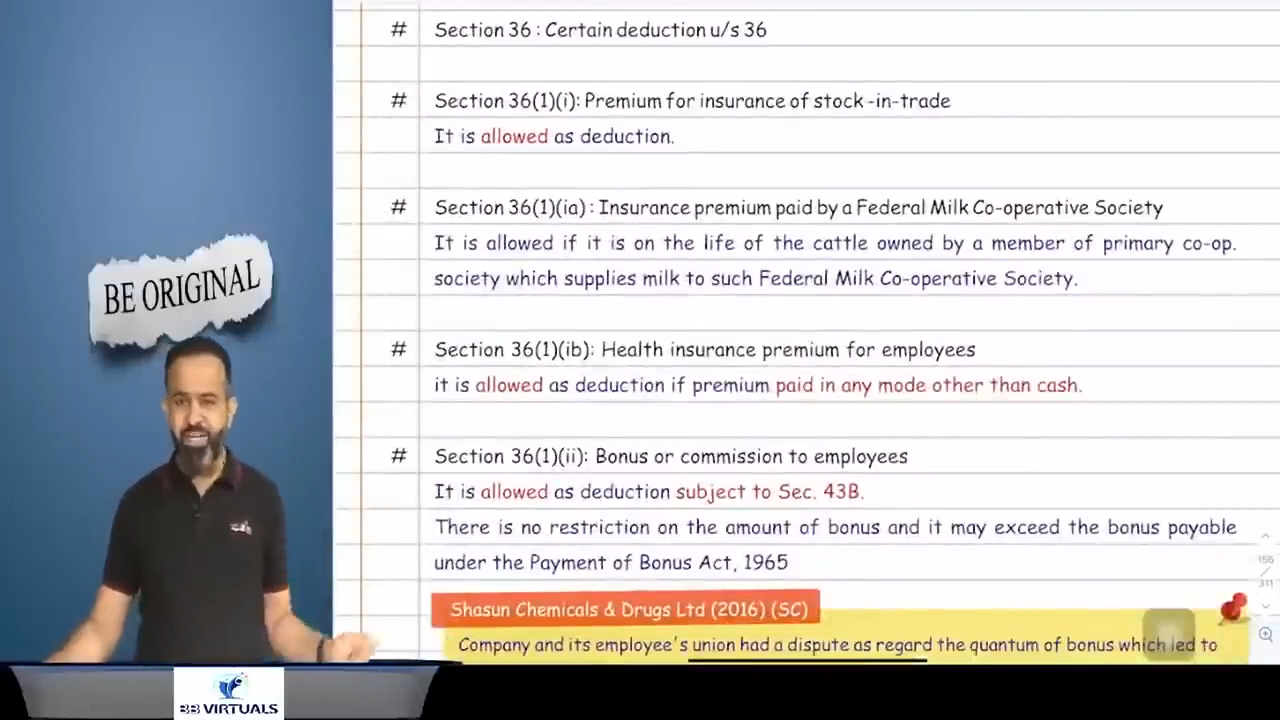 # Section 36 : Certain deduction u/s 36
# Section 36(1)(i): Premium for insurance of stock-in-trade
It is allowed as deduction.
# Section 36(1)(ia) : Insurance premium paid by a Federal Milk Co-operative Society
It is allowed if it is on the life of the cattle owned by a member of primary co-op.
society which supplies milk to such Federal Milk Co-operative Society.
BE ORIGINAL
# Section 36(1)(ib): Health insurance premium for employees
it is allowed as deduction if premium paid in any mode other than cash.
# Section 36(1)(ii): Bonus or commission to employees
It is allowed as deduction subject to Sec. 43B.
There is no restriction on the amount of bonus and it may exceed the bonus payable
under the Payment of Bonus Act, 1965
156
/
311
Shasun Chemicals & Drugs Ltd (2016) (SC)
Company and its employee's union had a dispute as regard the quantum of bonus which led to
BB VIRTUALS